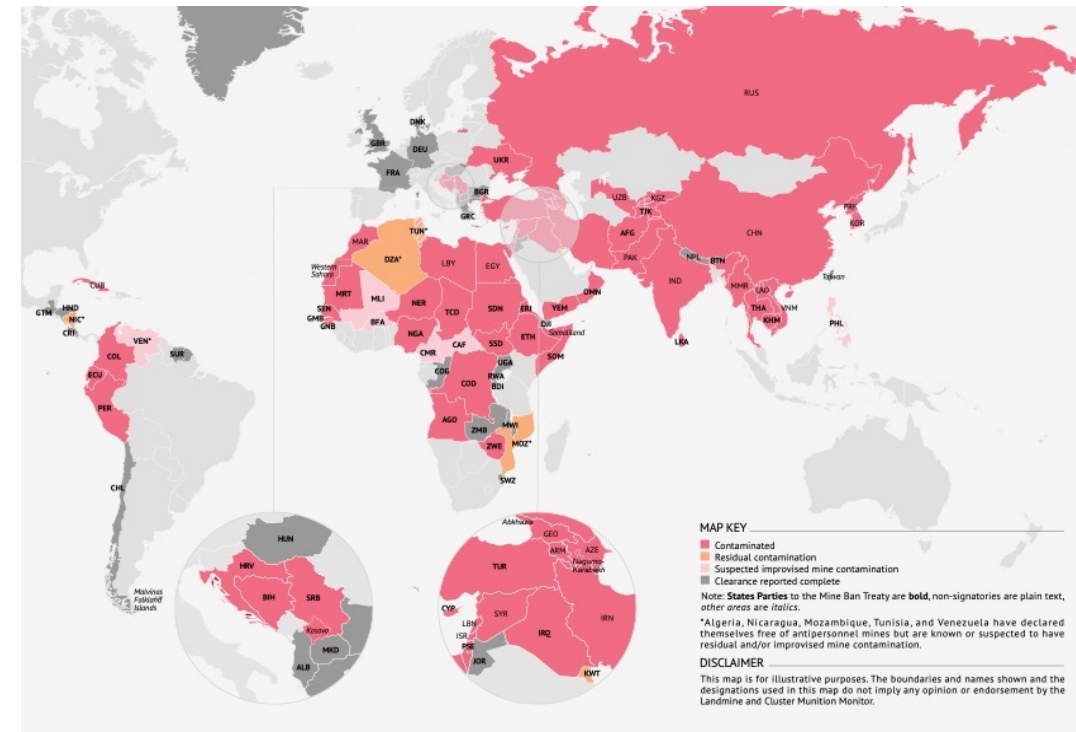 RUS
DNK
GBR
DEU
FRA
UKR
BGR
GRC
UZB
KGZ
TJK
PRK
KOR
CHN
AFG
PAK
NPL
BTN
IND
MMR
LAO
THA
VNM
KHM
Taiwan
PHL
LKA
TUN*
MAR
DZA*
LBY
EGY
Western
Sahara
MRT
MLI
NER
TCD
SDN
ERI
YEM
OMN
SEN
GMB
GNB
BFA
NGA
CMR
CAF
SSD
ETH
DJI
Somaliland
SOM
UGA
RWA
BDI
COG
COD
AGO
ZMB
MWI
MOZ*
ZWE
SWZ
CUB
GTM
HND
NIC*
CRI
VEN*
COL
SUR
ECU
PER
CHL
Malvinas
Falkland
Islands
HUN
HRV
BIH
SRB
Kosovo
MKD
ALB
Abkhazia
GEO
ARM
AZE
Nagorno-
Karabakh
TUR
CYP
SYR
LBN
ISR
PSE
JOR
IRQ
IRN
KWT
MAP KEY
Contaminated
Residual contamination
Suspected improvised mine contamination
Clearance reported complete
Note: States Parties to the Mine Ban Treaty are bold, non-signatories are plain text,
other areas are italics.
*Algeria, Nicaragua, Mozambique, Tunisia, and Venezuela have declared
themselves free of antipersonnel mines but are known or suspected to have
residual and/or improvised mine contamination.
DISCLAIMER
This map is for illustrative purposes. The boundaries and names shown and the
designations used in this map do not imply any opinion or endorsement by the
Landmine and Cluster Munition Monitor.